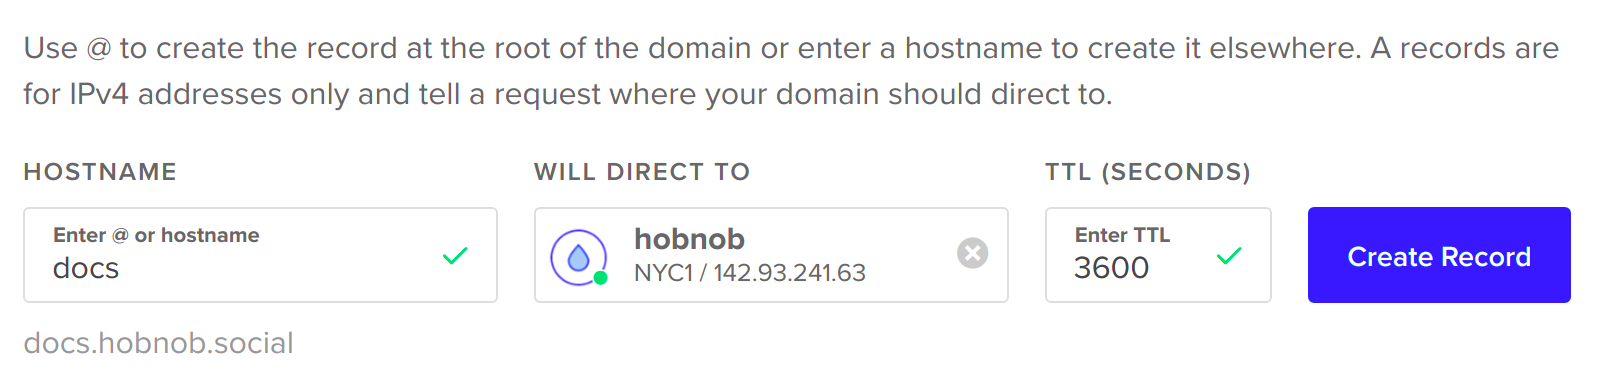 Use @ to create the record at the root of the domain or enter a hostname to create it elsewhere. A records are
for IPv4 addresses only and tell a request where your domain should direct to.
HOSTNAME
WILL DIRECT TO
TTL (SECONDS)
Enter @ or hostname
docs
hobnob
NYC1 / 142.93.241.63
Enter TTL
3600
Create Record
docs.hobnob.social